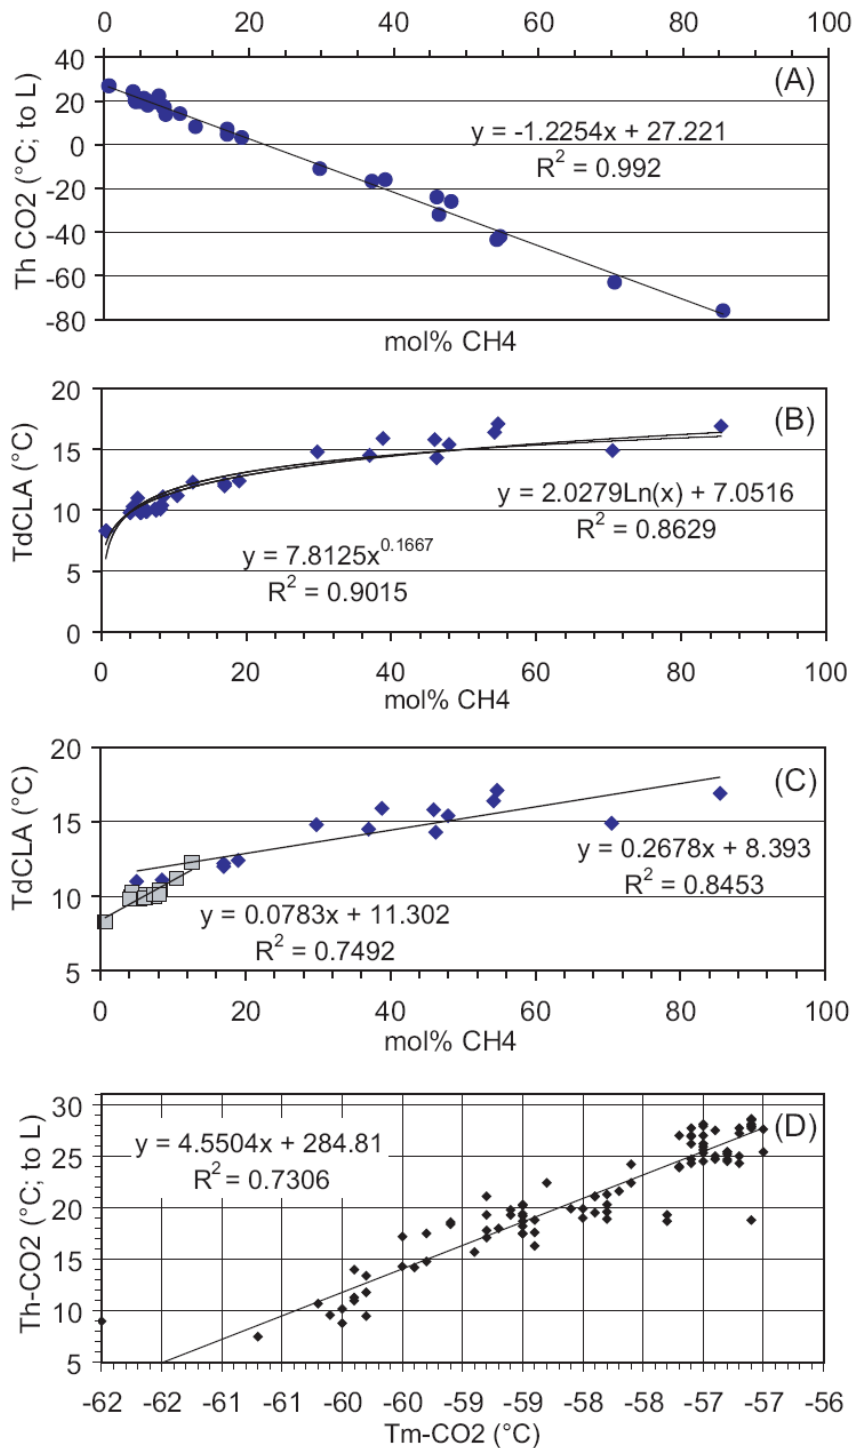 0 20 40 60 80 100
40
20
0
-20
-40
-60
-80
Th CO2 (°C; to L)
(A)
y = -1.2254x + 27.221
R² = 0.992
mol% CH4
20
15
10
5
0
TdCLA (°C)
(B)
y = 2.0279Ln(x) + 7.0516
R² = 0.8629
y = 7.8125x^0.1667
R² = 0.9015
0 20 40 60 80 100
mol% CH4
20
15
10
5
TdCLA (°C)
(C)
y = 0.2678x + 8.393
R² = 0.8453
y = 0.0783x + 11.302
R² = 0.7492
0 20 40 60 80 100
mol% CH4
30
25
20
15
10
5
Th-CO2 (°C; to L)
(D)
y = 4.5504x + 284.81
R² = 0.7306
-62 -62 -61 -61 -60 -60 -59 -59 -58 -58 -57 -57 -56
Tm-CO2 (°C)